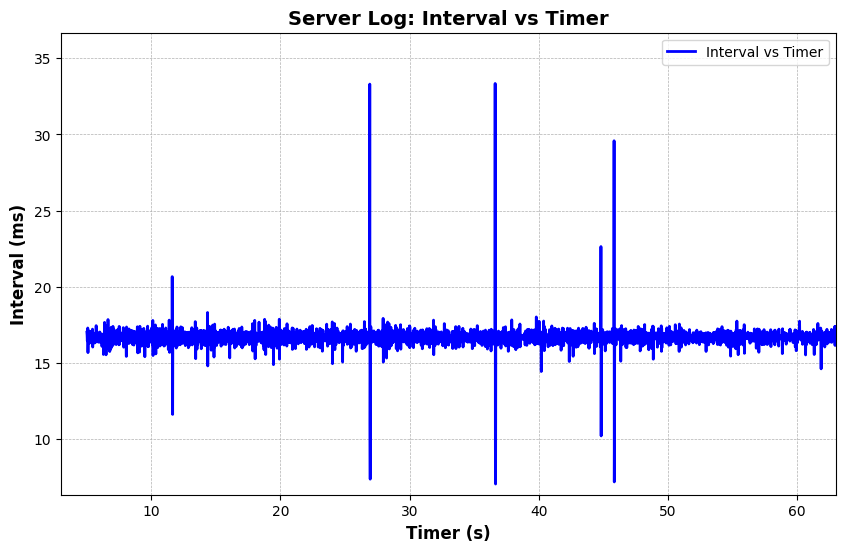 Server Log: Interval vs Timer
Interval vs Timer
35
30
25
20
15
10
Interval (ms)
10 20 30 40 50 60
Timer (s)